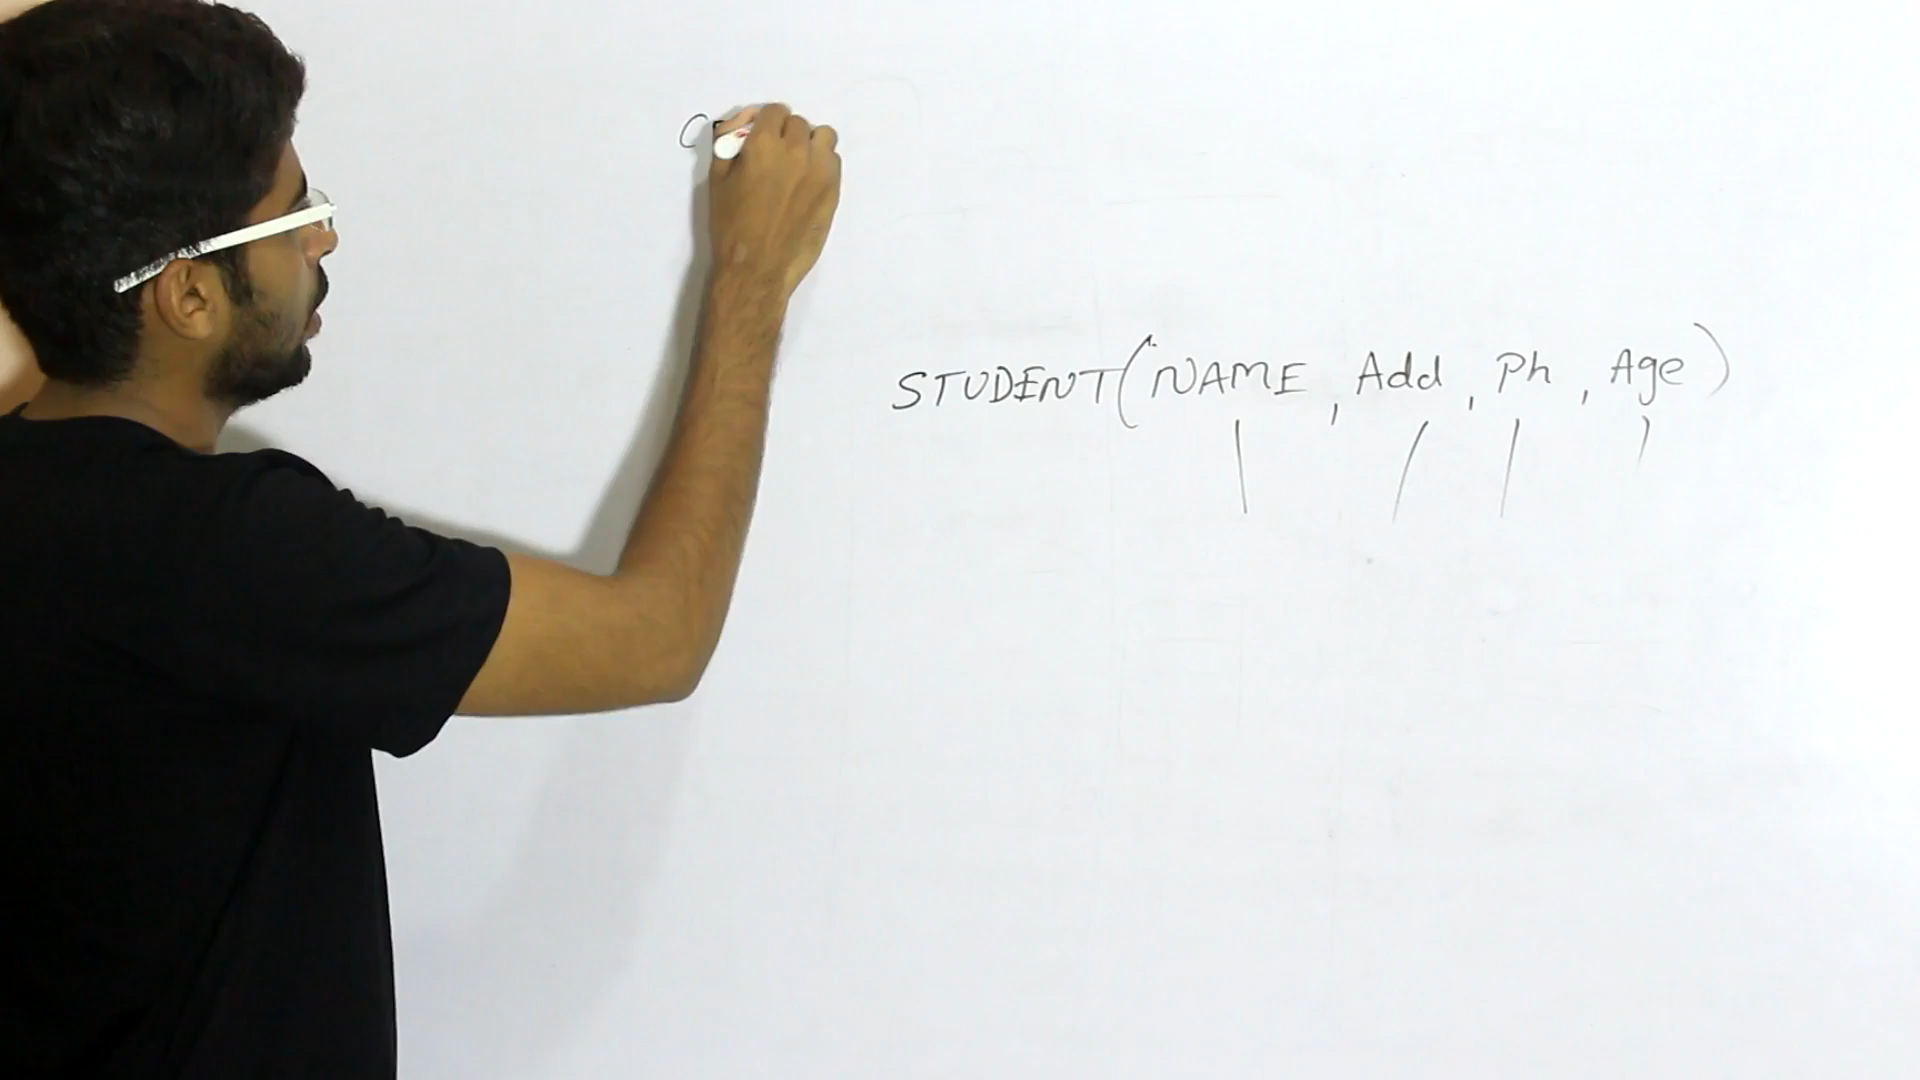 STUDENT(NAME, Add, Ph, Age)